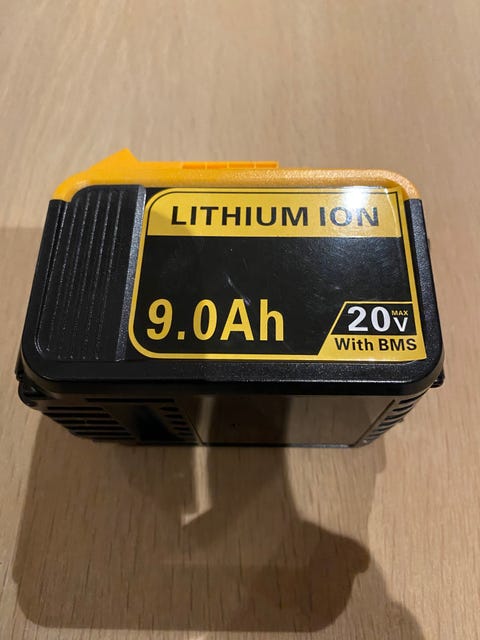 LITHIUM ION
9.0Ah
20V MAX
With BMS